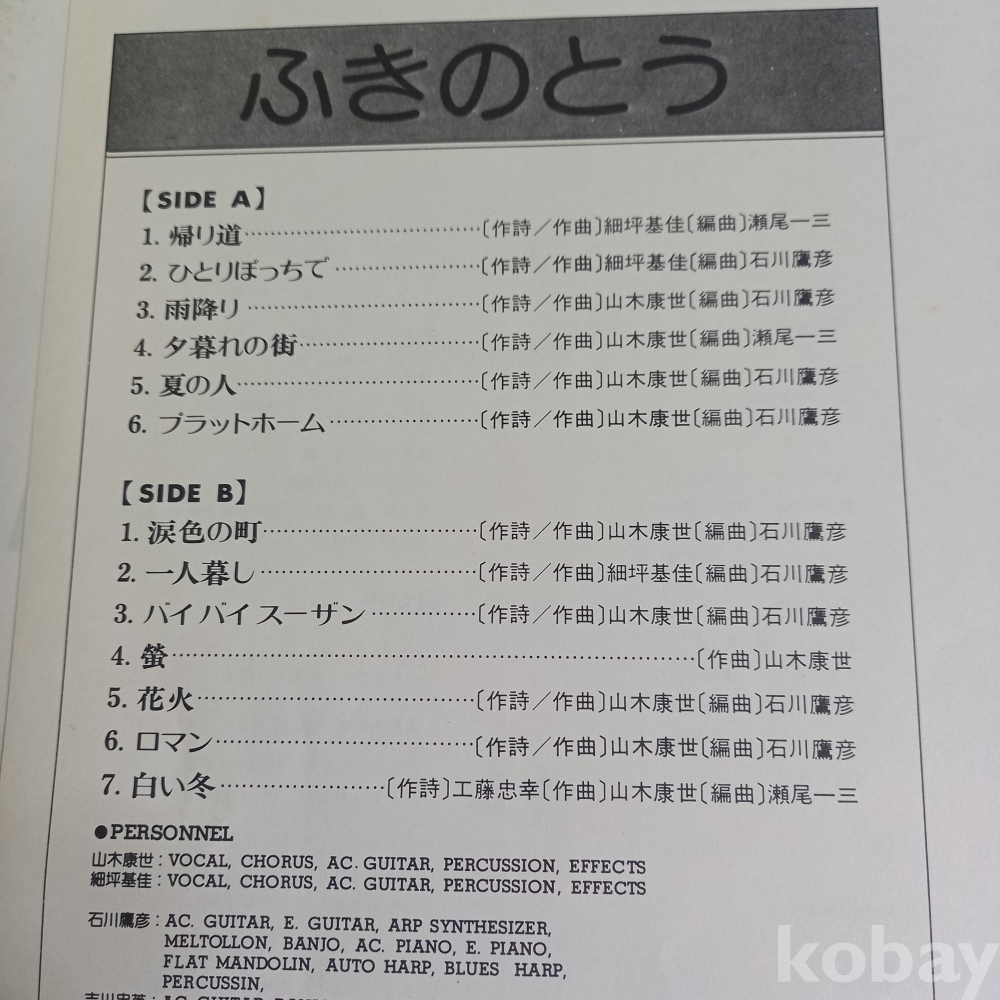 ふきのとう
【SIDE A】
1. 帰り道……………………………〔作詩／作曲〕細坪基佳〔編曲〕瀬尾一三
2. ひとりぼっちで…………………〔作詩／作曲〕細坪基佳〔編曲〕石川鷹彦
3. 雨降り……………………………〔作詩／作曲〕山木康世〔編曲〕石川鷹彦
4. 夕暮れの街………………………〔作詩／作曲〕山木康世〔編曲〕瀬尾一三
5. 夏の人……………………………〔作詩／作曲〕山木康世〔編曲〕石川鷹彦
6. プラットホーム…………………〔作詩／作曲〕山木康世〔編曲〕石川鷹彦
【SIDE B】
1. 涙色の町…………………………〔作詩／作曲〕山木康世〔編曲〕石川鷹彦
2. 一人暮し…………………………〔作詩／作曲〕細坪基佳〔編曲〕石川鷹彦
3. バイバイスーザン……………〔作詩／作曲〕山木康世〔編曲〕石川鷹彦
4. 螢……………………………………………………………〔作曲〕山木康世
5. 花火………………………………〔作詩／作曲〕山木康世〔編曲〕石川鷹彦
6. ロマン……………………………〔作詩／作曲〕山木康世〔編曲〕石川鷹彦
7. 白い冬…………………〔作詩〕工藤忠幸〔作曲〕山木康世〔編曲〕瀬尾一三
●PERSONNEL
山木康世：VOCAL, CHORUS, AC. GUITAR, PERCUSSION, EFFECTS
細坪基佳：VOCAL, CHORUS, AC. GUITAR, PERCUSSION, EFFECTS
石川鷹彦：AC. GUITAR, E. GUITAR, ARP SYNTHESIZER,
MELTOLLON, BANJO, AC. PIANO, E. PIANO,
FLAT MANDOLIN, AUTO HARP, BLUES HARP,
PERCUSSIN,
kobay